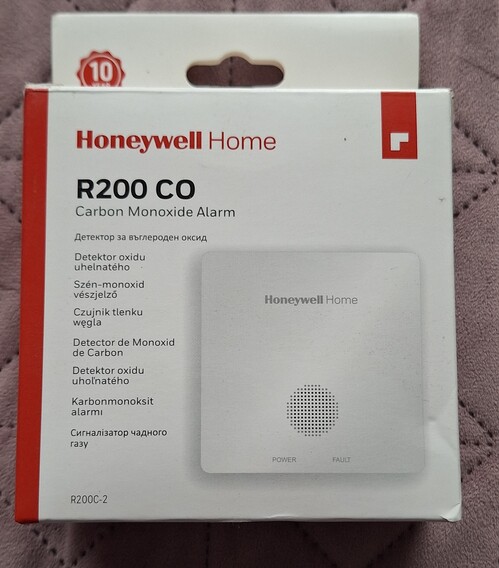 10
YEAR
Honeywell Home
R200 CO
Carbon Monoxide Alarm
Детектор за въглероден оксид
Detektor oxidu
uhelnatého
Szén-monoxid
vészjelző
Czujnik tlenku
węgla
Detector de Monoxid
de Carbon
Detektor oxidu
uhoľnatého
Karbonmonoksit
alarmı
Сигналізатор чадного
газу
Honeywell Home
POWER FAULT
R200C-2